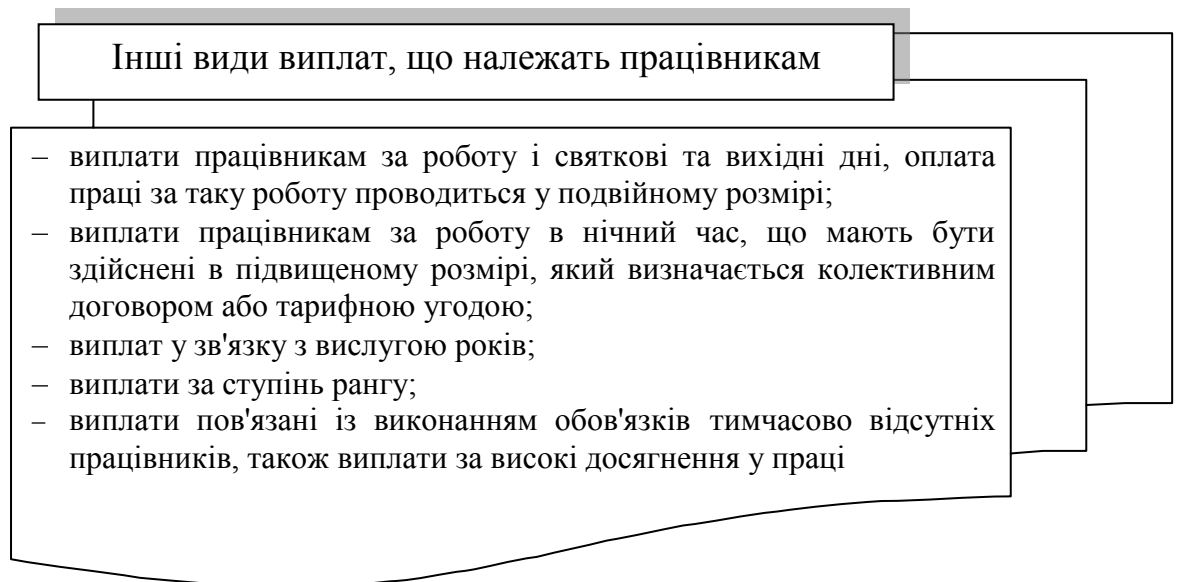 Інші види виплат, що належать працівникам
– виплати працівникам за роботу і святкові та вихідні дні, оплата
праці за таку роботу проводиться у подвійному розмірі;
– виплати працівникам за роботу в нічний час, що мають бути
здійснені в підвищеному розмірі, який визначається колективним
договором або тарифною угодою;
– виплат у зв'язку з вислугою років;
– виплати за ступінь рангу;
– виплати пов'язані із виконанням обов'язків тимчасово відсутніх
працівників, також виплати за високі досягнення у праці